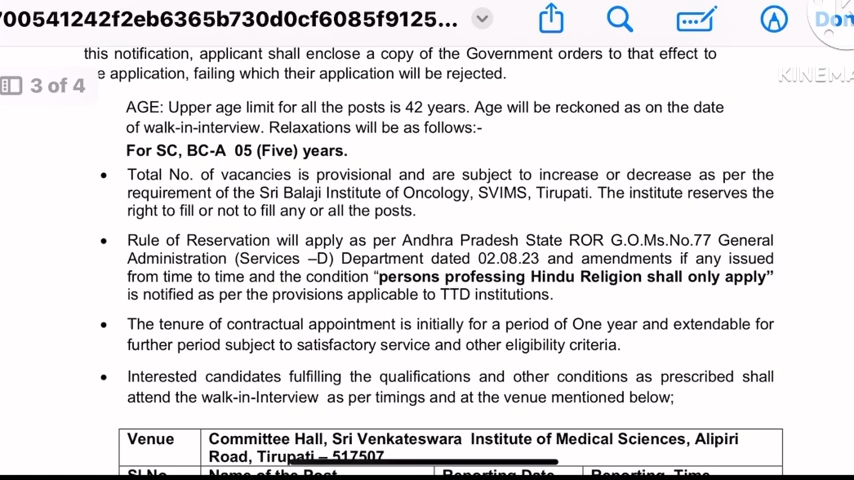 700541242f2eb6365b730d0cf6085f9125...
this notification, applicant shall enclose a copy of the Government orders to that effect to
e application, failing which their application will be rejected.
3 of 4
KINEMA
AGE: Upper age limit for all the posts is 42 years. Age will be reckoned as on the date
of walk-in-interview. Relaxations will be as follows:-
For SC, BC-A 05 (Five) years.
• Total No. of vacancies is provisional and are subject to increase or decrease as per the
requirement of the Sri Balaji Institute of Oncology, SVIMS, Tirupati. The institute reserves the
right to fill or not to fill any or all the posts.
• Rule of Reservation will apply as per Andhra Pradesh State ROR G.O.Ms.No.77 General
Administration (Services –D) Department dated 02.08.23 and amendments if any issued
from time to time and the condition “persons professing Hindu Religion shall only apply”
is notified as per the provisions applicable to TTD institutions.
• The tenure of contractual appointment is initially for a period of One year and extendable for
further period subject to satisfactory service and other eligibility criteria.
• Interested candidates fulfilling the qualifications and other conditions as prescribed shall
attend the walk-in-Interview as per timings and at the venue mentioned below;
Venue Committee Hall, Sri Venkateswara Institute of Medical Sciences, Alipiri
Road, Tirupati – 517507
Sl.No Name of the Post Reporting Date Reporting Time